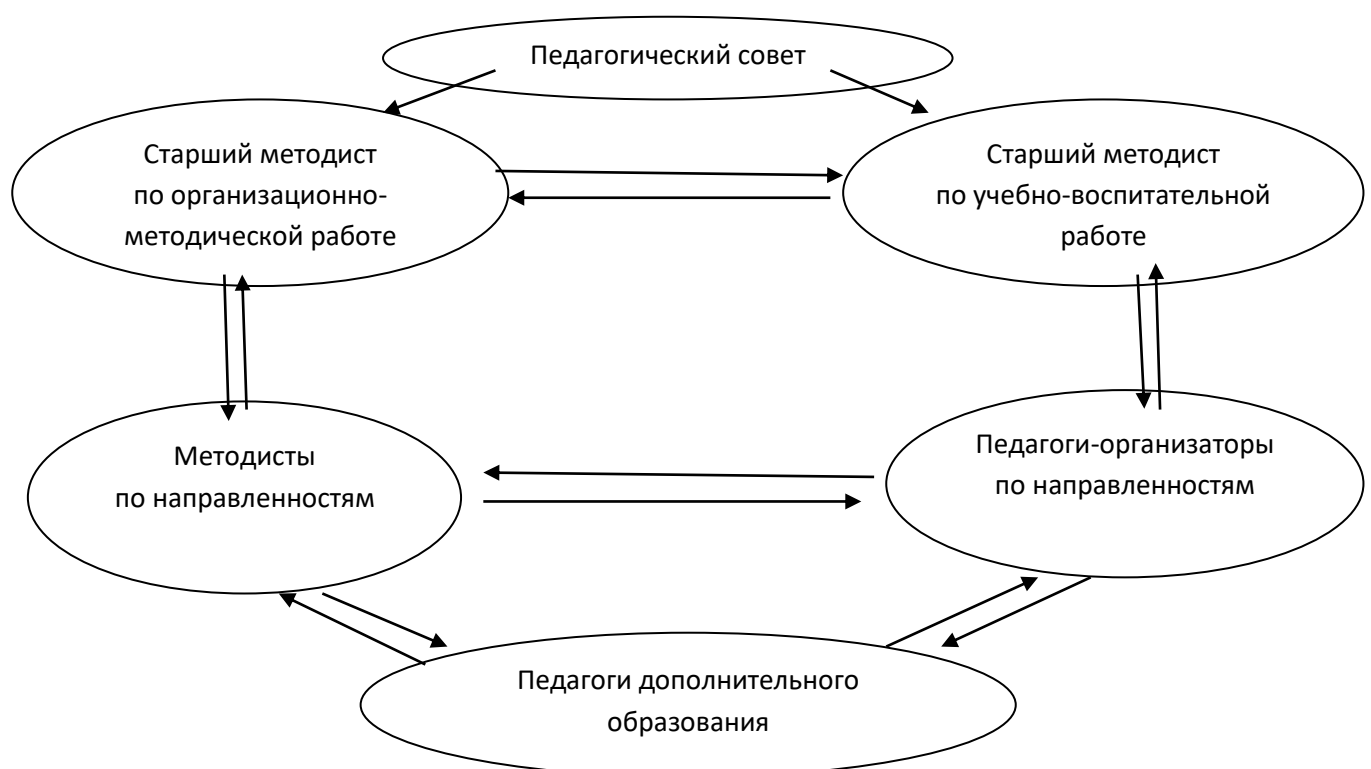 Педагогический совет
Старший методист
по организационно-
методической работе
Старший методист
по учебно-воспитательной
работе
Методисты
по направленностям
Педагоги-организаторы
по направленностям
Педагоги дополнительного
образования